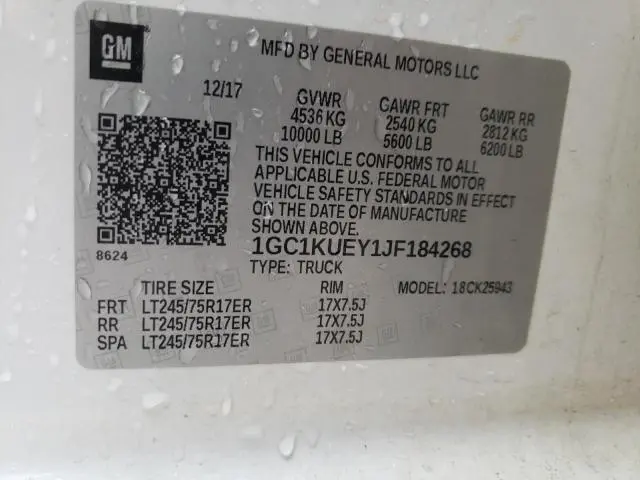 GM
MFD BY GENERAL MOTORS LLC
12/17
GVWR GAWR FRT GAWR RR
4536 KG 2540 KG 2812 KG
10000 LB 5600 LB 6200 LB
THIS VEHICLE CONFORMS TO ALL
APPLICABLE U.S. FEDERAL MOTOR
VEHICLE SAFETY STANDARDS IN EFFECT
ON THE DATE OF MANUFACTURE
SHOWN ABOVE.
8624
1GC1KUEY1JF184268
TYPE: TRUCK
MODEL: 18CK25943
TIRE SIZE RIM
FRT LT245/75R17ER 17X7.5J
RR LT245/75R17ER 17X7.5J
SPA LT245/75R17ER 17X7.5J